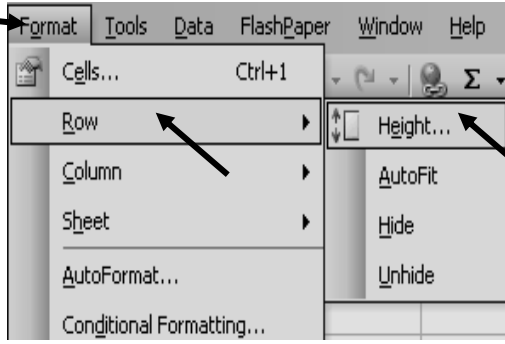 Format Tools Data FlashPaper Window Help
Cells... Ctrl+1
Row
Height...
Column
AutoFit
Sheet
Hide
AutoFormat...
Unhide
Conditional Formatting...